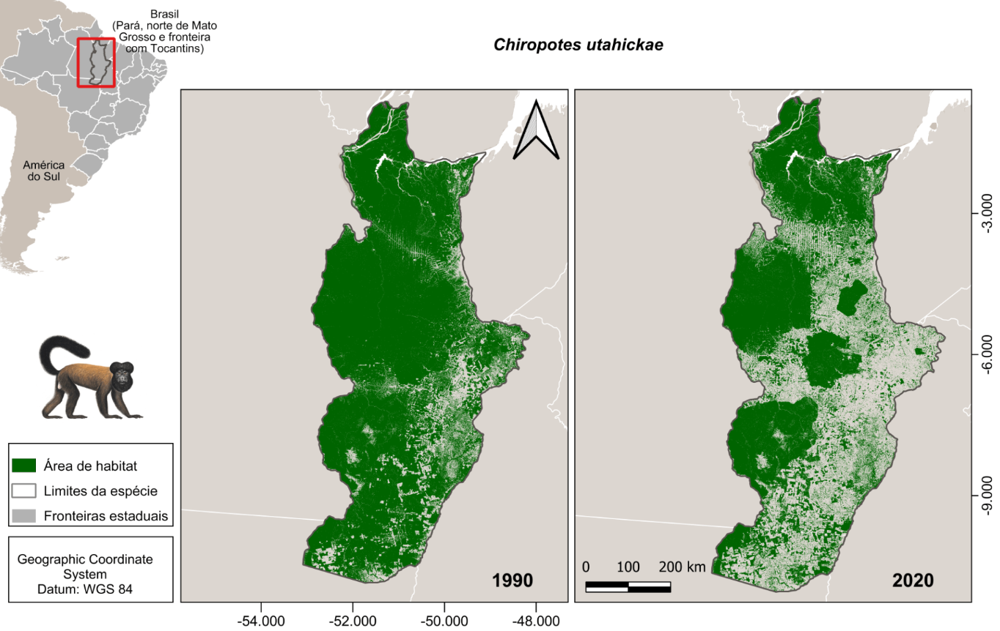 Brasil
(Pará, norte de Mato
Grosso e fronteira
com Tocantins)
América
do Sul
Chiropotes utahickae
Área de habitat
Limites da espécie
Fronteiras estaduais
Geographic Coordinate
System
Datum: WGS 84
1990
0 100 200 km
2020
-54.000 -52.000 -50.000 -48.000
-3.000
-6.000
-9.000